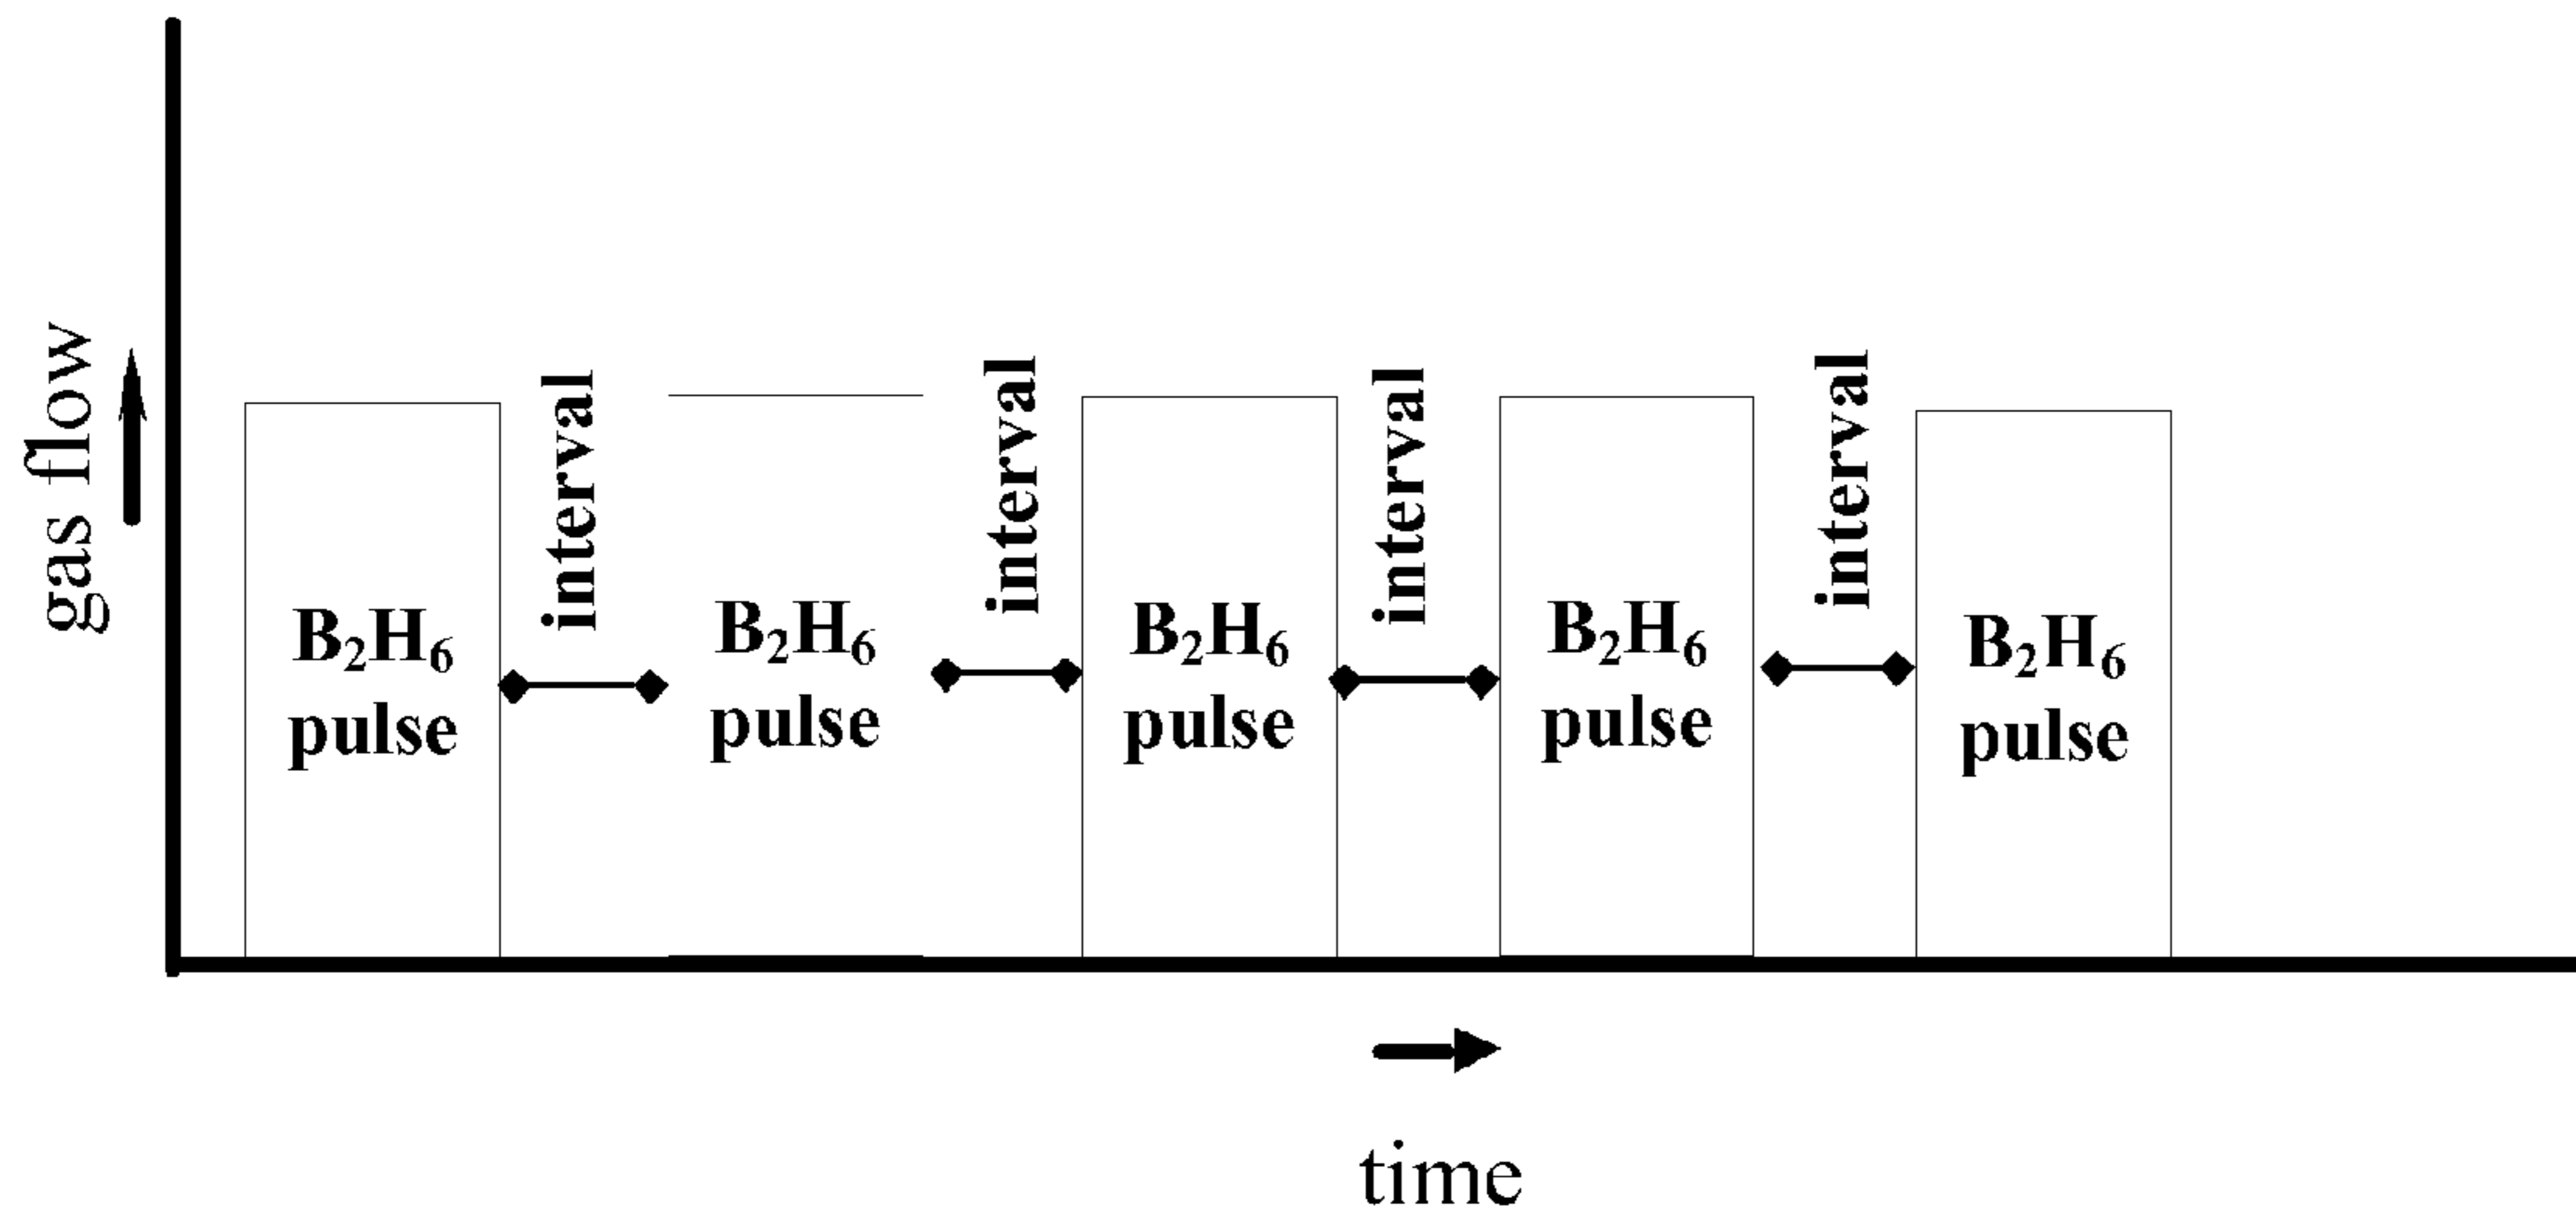 gas flow
B₂H₆
pulse
interval
B₂H₆
pulse
interval
B₂H₆
pulse
interval
B₂H₆
pulse
interval
B₂H₆
pulse
time